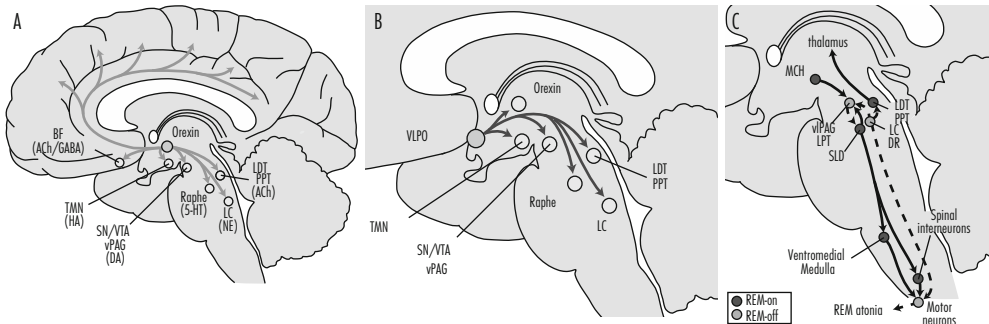 A
BF
(ACh/GABA)
Orexin
TMN
(HA)
SN/VTA
vPAG
(DA)
Raphe
(5-HT)
LC
(NE)
LDT
PPT
(ACh)
B
VLPO
Orexin
TMN
SN/VTA
vPAG
Raphe
LC
LDT
PPT
C
thalamus
MCH
vlPAG
LPT
SLD
LDT
PPT
LC
DR
Ventromedial
Medulla
Spinal
interneurons
REM atonia
Motor
neurons
REM-on
REM-off